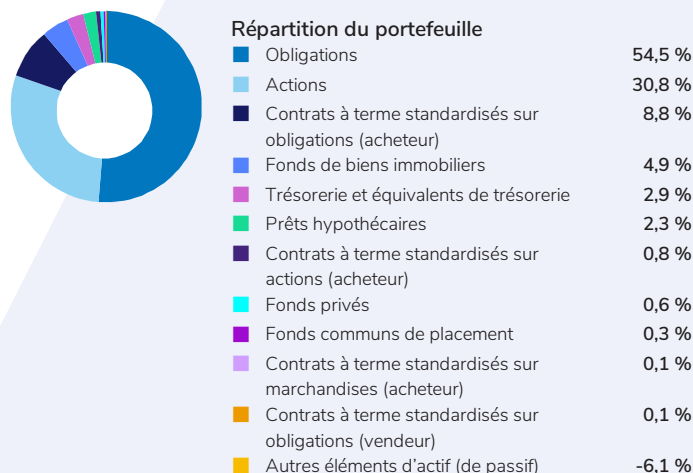 Répartition du portefeuille
Obligations 54,5 %
Actions 30,8 %
Contrats à terme standardisés sur 8,8 %
obligations (acheteur)
Fonds de biens immobiliers 4,9 %
Trésorerie et équivalents de trésorerie 2,9 %
Prêts hypothécaires 2,3 %
Contrats à terme standardisés sur 0,8 %
actions (acheteur)
Fonds privés 0,6 %
Fonds communs de placement 0,3 %
Contrats à terme standardisés sur 0,1 %
marchandises (acheteur)
Contrats à terme standardisés sur 0,1 %
obligations (vendeur)
Autres éléments d'actif (de passif) -6,1 %